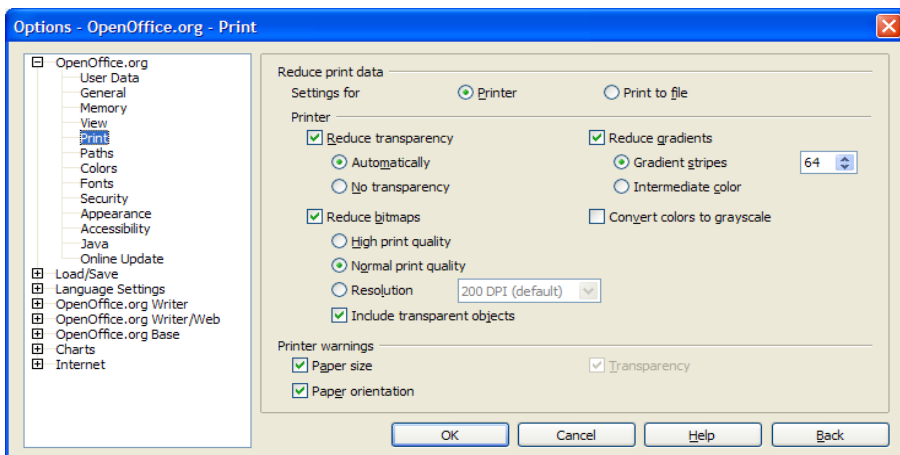 Options - OpenOffice.org - Print
OpenOffice.org
User Data
General
Memory
View
Print
Paths
Colors
Fonts
Security
Appearance
Accessibility
Java
Online Update
Load/Save
Language Settings
OpenOffice.org Writer
OpenOffice.org Writer/Web
OpenOffice.org Base
Charts
Internet
Reduce print data
Settings for Printer Print to file
Printer
Reduce transparency Reduce gradients
Automatically Gradient stripes 64
No transparency Intermediate color
Reduce bitmaps Convert colors to grayscale
High print quality
Normal print quality
Resolution 200 DPI (default)
Include transparent objects
Printer warnings
Paper size Transparency
Paper orientation
OK Cancel Help Back